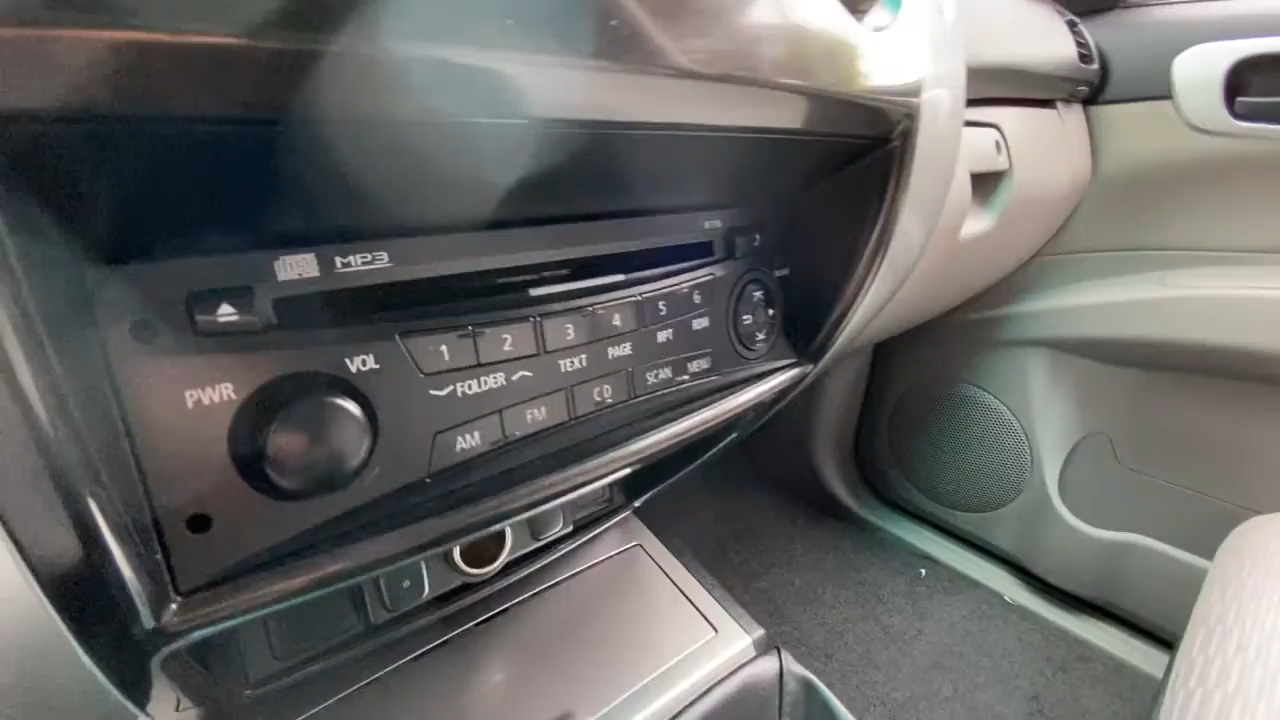 MP3
1 2 3 4 5 6
VOL
FOLDER TEXT PAGE RPT RDM
PWR
AM FM CD SCAN MENU